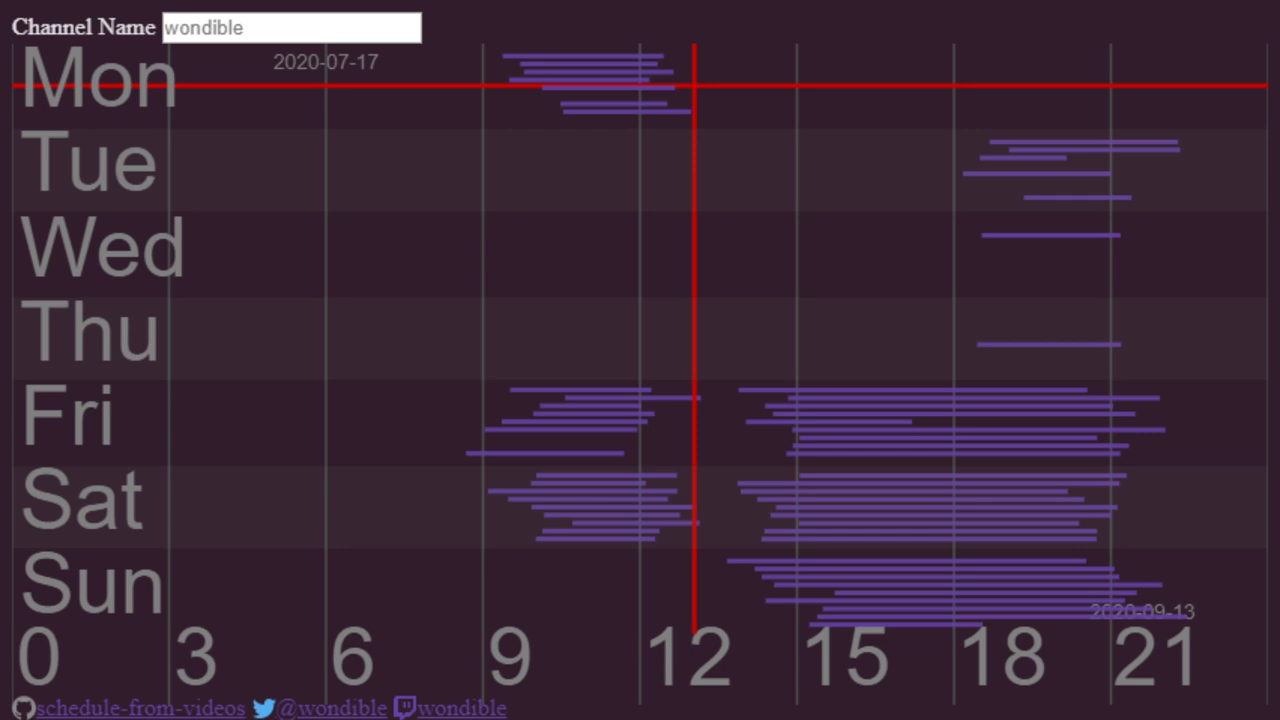 Channel Name wondible
Mon 2020-07-17
Tue
Wed
Thu
Fri
Sat
Sun 2020-09-13
0 3 6 9 12 15 18 21
schedule-from-videos @wondible wondible